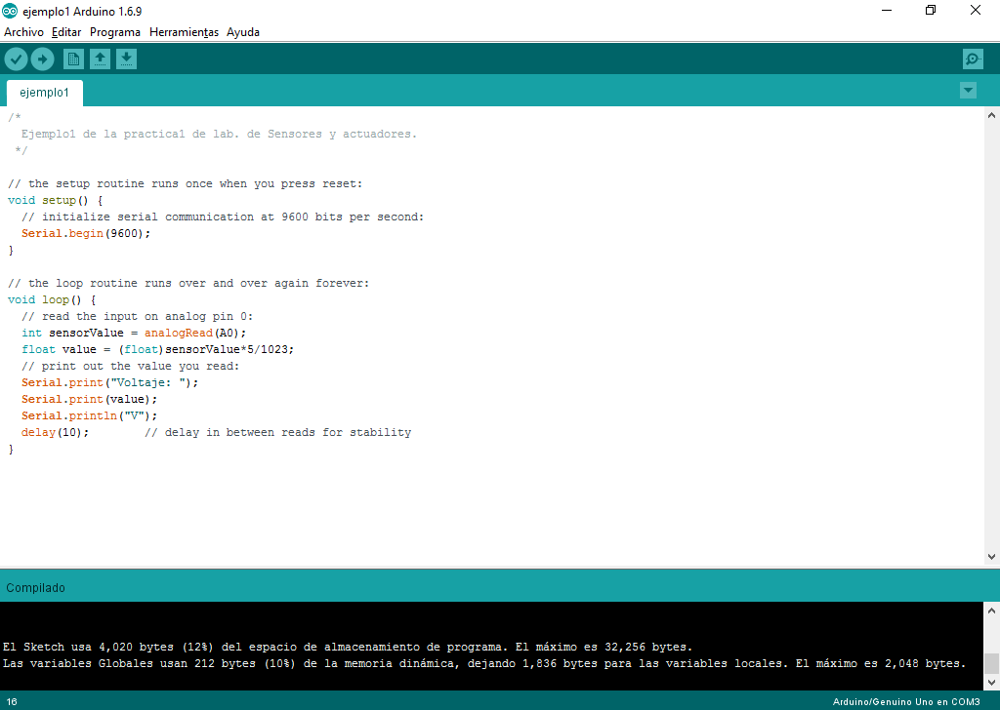 ejemplo1 Arduino 1.6.9
Archivo Editar Programa Herramientas Ayuda
ejemplo1
/*
  Ejemplo1 de la practica1 de lab. de Sensores y actuadores.
 */
// the setup routine runs once when you press reset:
void setup() {
  // initialize serial communication at 9600 bits per second:
  Serial.begin(9600);
}
// the loop routine runs over and over again forever:
void loop() {
  // read the input on analog pin 0:
  int sensorValue = analogRead(A0);
  float value = (float)sensorValue*5/1023;
  // print out the value you read:
  Serial.print("Voltaje: ");
  Serial.print(value);
  Serial.println("V");
  delay(10);        // delay in between reads for stability
}
Compilado
El Sketch usa 4,020 bytes (12%) del espacio de almacenamiento de programa. El máximo es 32,256 bytes.
Las variables Globales usan 212 bytes (10%) de la memoria dinámica, dejando 1,836 bytes para las variables locales. El máximo es 2,048 bytes.
16 Arduino/Genuino Uno en COM3